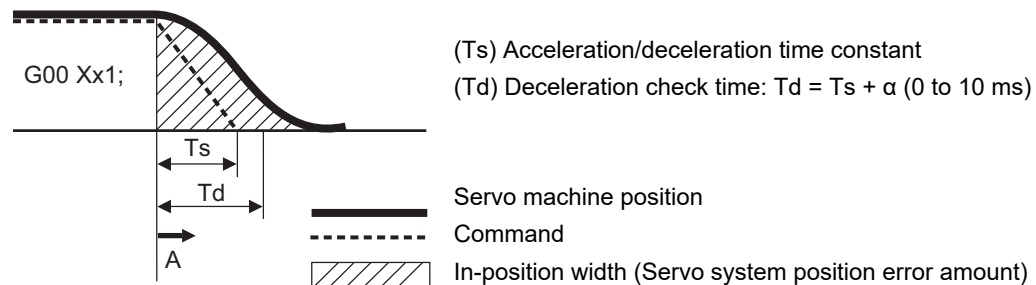 G00 Xx1;
Ts
Td
A
(Ts) Acceleration/deceleration time constant
(Td) Deceleration check time: Td = Ts + α (0 to 10 ms)
Servo machine position
Command
In-position width (Servo system position error amount)